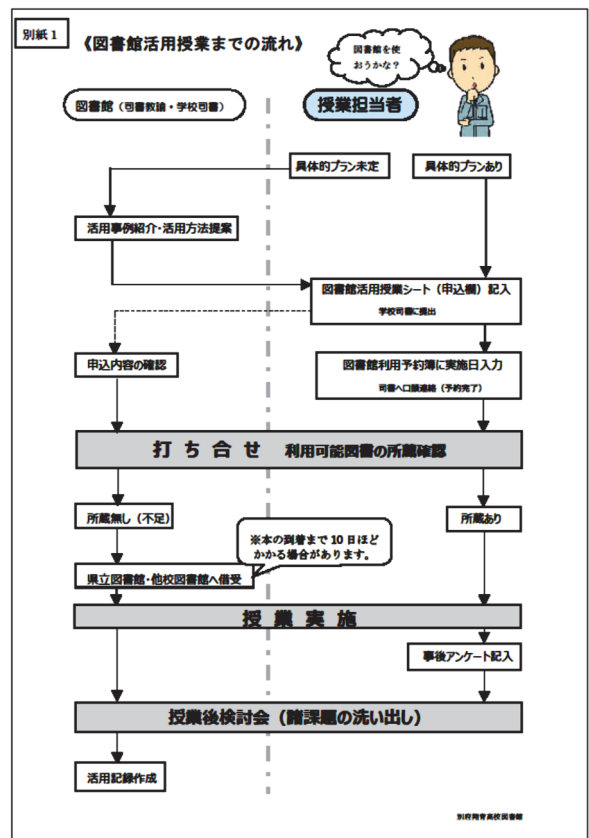 別紙1
《図書館活用授業までの流れ》
図書館を使
おうかな？
図書館（司書教諭・学校司書）
授業担当者
具体的プラン未定
具体的プランあり
活用事例紹介・活用方法提案
図書館活用授業シート（申込欄）記入
学校司書に提出
申込内容の確認
図書館利用予約簿に実施日入力
司書へ口頭連絡（予約完了）
打ち合せ 利用可能図書の所蔵確認
所蔵無し（不足）
所蔵あり
※本の到着まで10日ほど
かかる場合があります。
県立図書館・他校図書館へ借受
授業実施
事後アンケート記入
授業後検討会（諸課題の洗い出し）
活用記録作成
別府翔青高校図書館